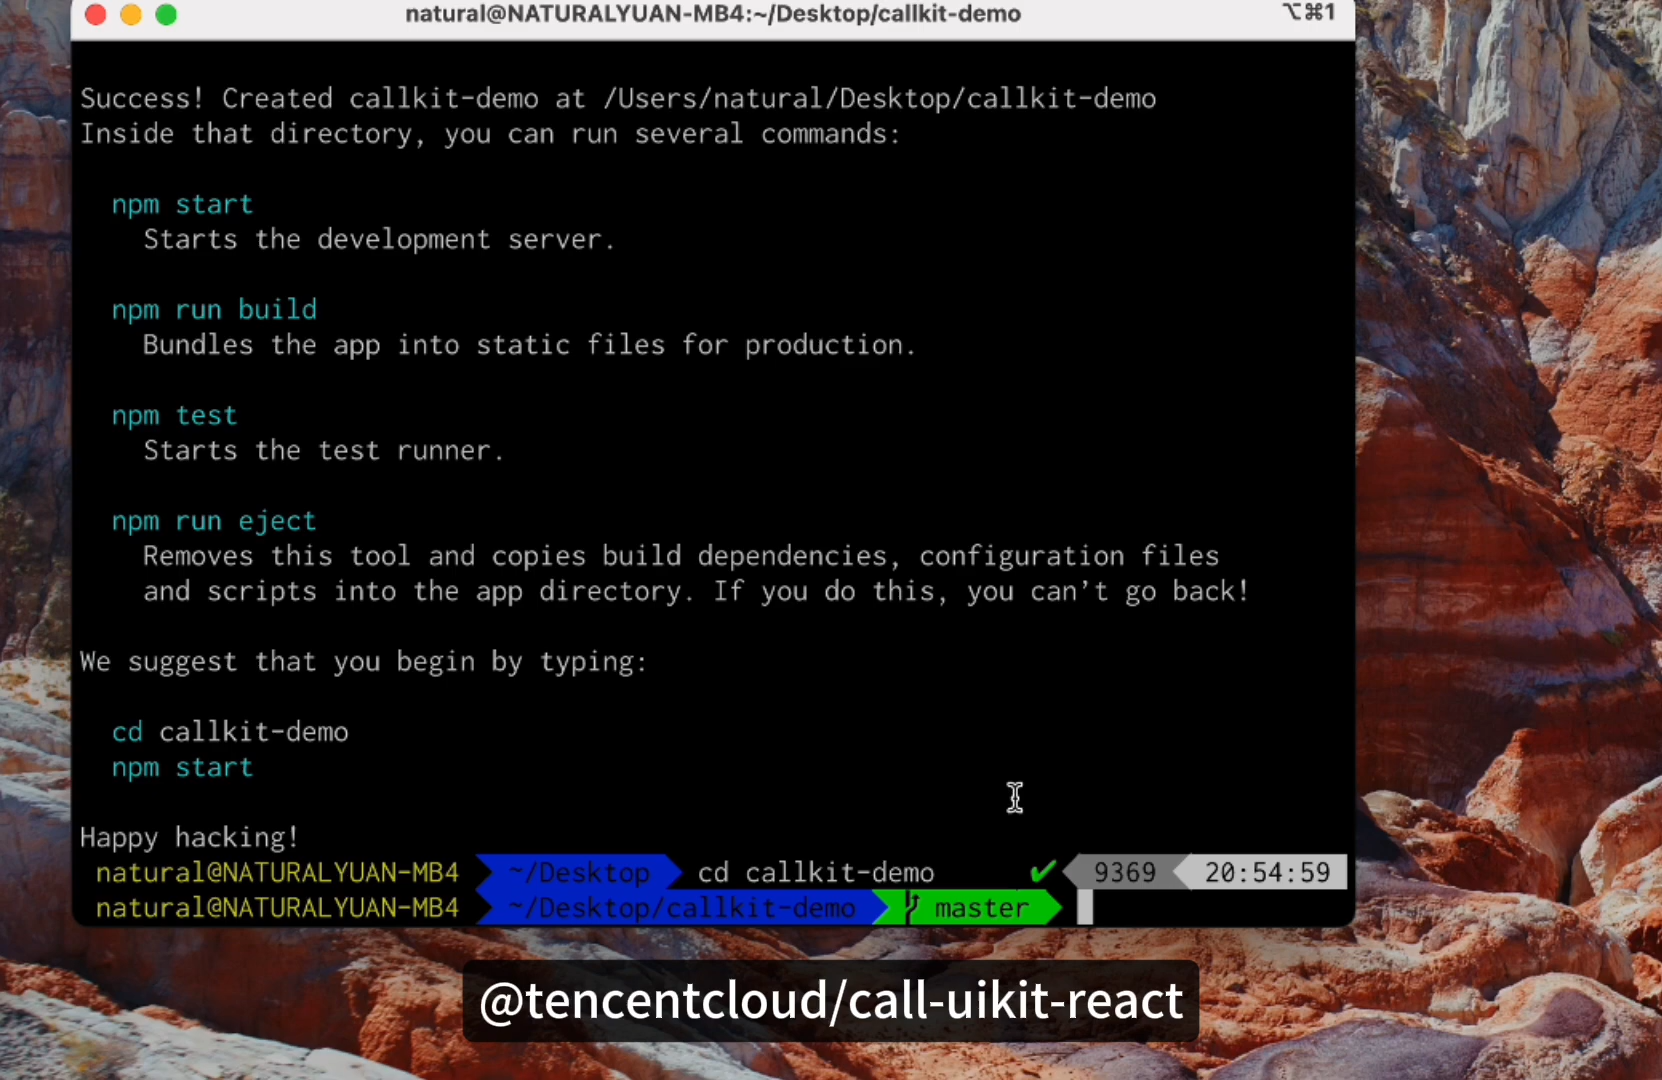 natural@NATURALYUAN-MB4:~/Desktop/callkit-demo
⌥⌘1
Success! Created callkit-demo at /Users/natural/Desktop/callkit-demo
Inside that directory, you can run several commands:
npm start
Starts the development server.
npm run build
Bundles the app into static files for production.
npm test
Starts the test runner.
npm run eject
Removes this tool and copies build dependencies, configuration files
and scripts into the app directory. If you do this, you can’t go back!
We suggest that you begin by typing:
cd callkit-demo
npm start
Happy hacking!
natural@NATURALYUAN-MB4 ~/Desktop cd callkit-demo ✔ 9369 20:54:59
natural@NATURALYUAN-MB4 ~/Desktop/callkit-demo master
@tencentcloud/call-uikit-react